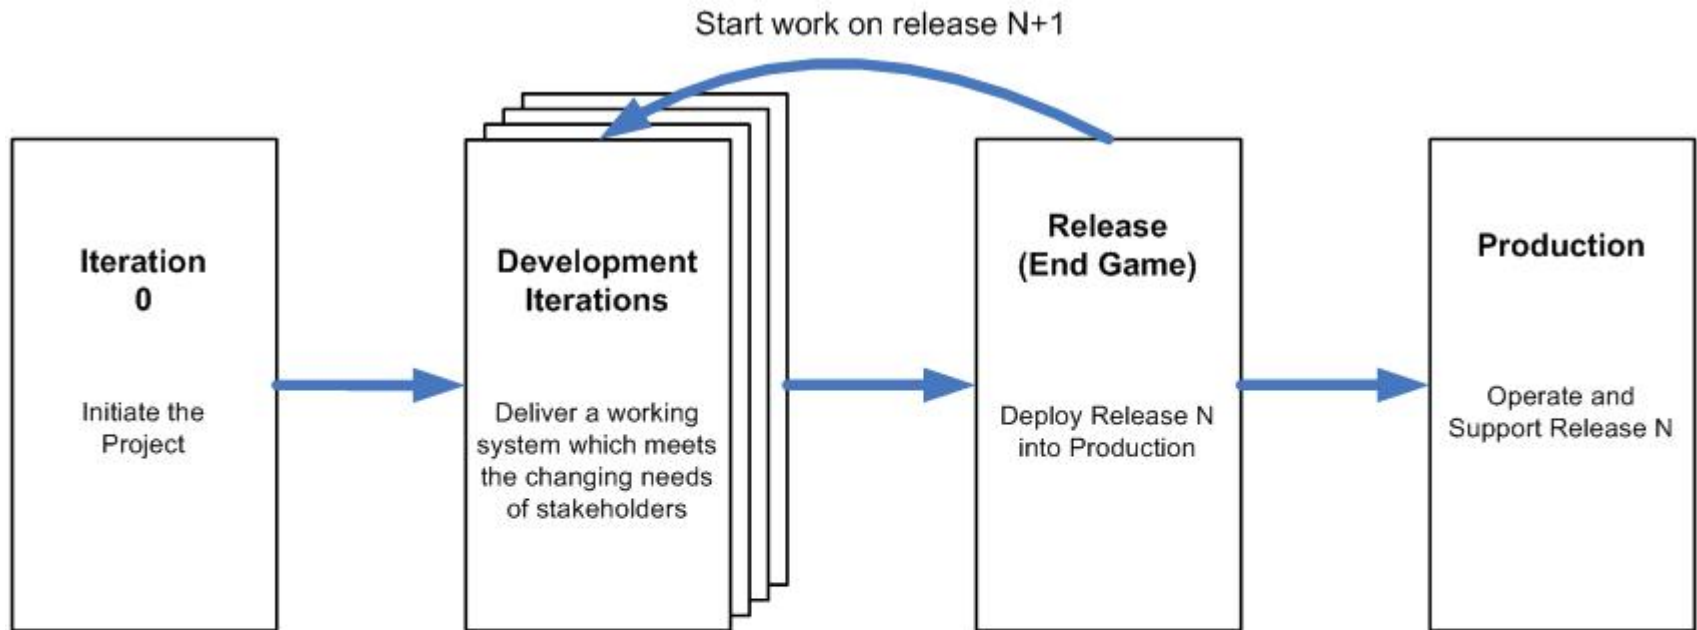 Start work on release N+1
Iteration
0
Initiate the
Project
Development
Iterations
Deliver a working
system which meets
the changing needs
of stakeholders
Release
(End Game)
Deploy Release N
into Production
Production
Operate and
Support Release N